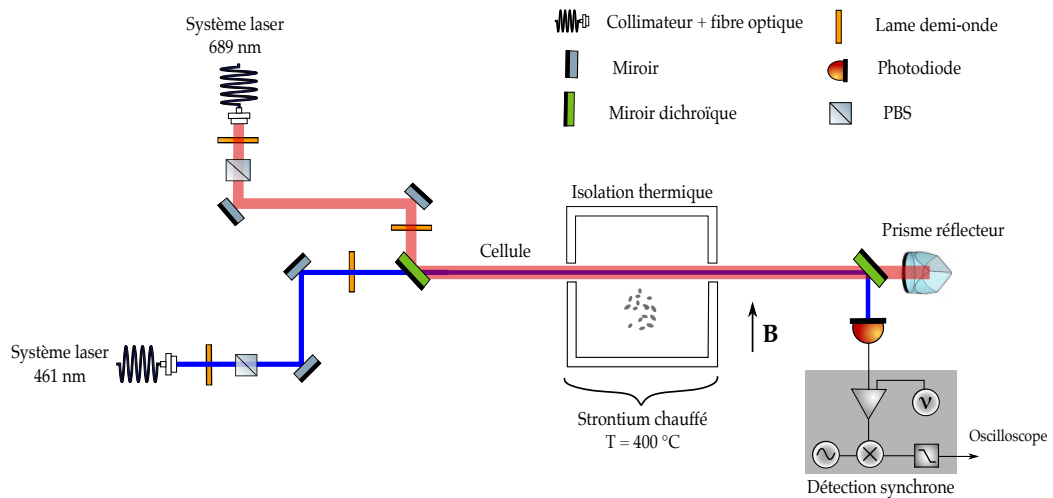 Système laser
689 nm
Collimateur + fibre optique
Lame demi-onde
Miroir
Photodiode
Miroir dichroïque
PBS
Isolation thermique
Cellule
Prisme réflecteur
B
Système laser
461 nm
Strontium chauffé
T = 400 °C
ν
Oscilloscope
Détection synchrone